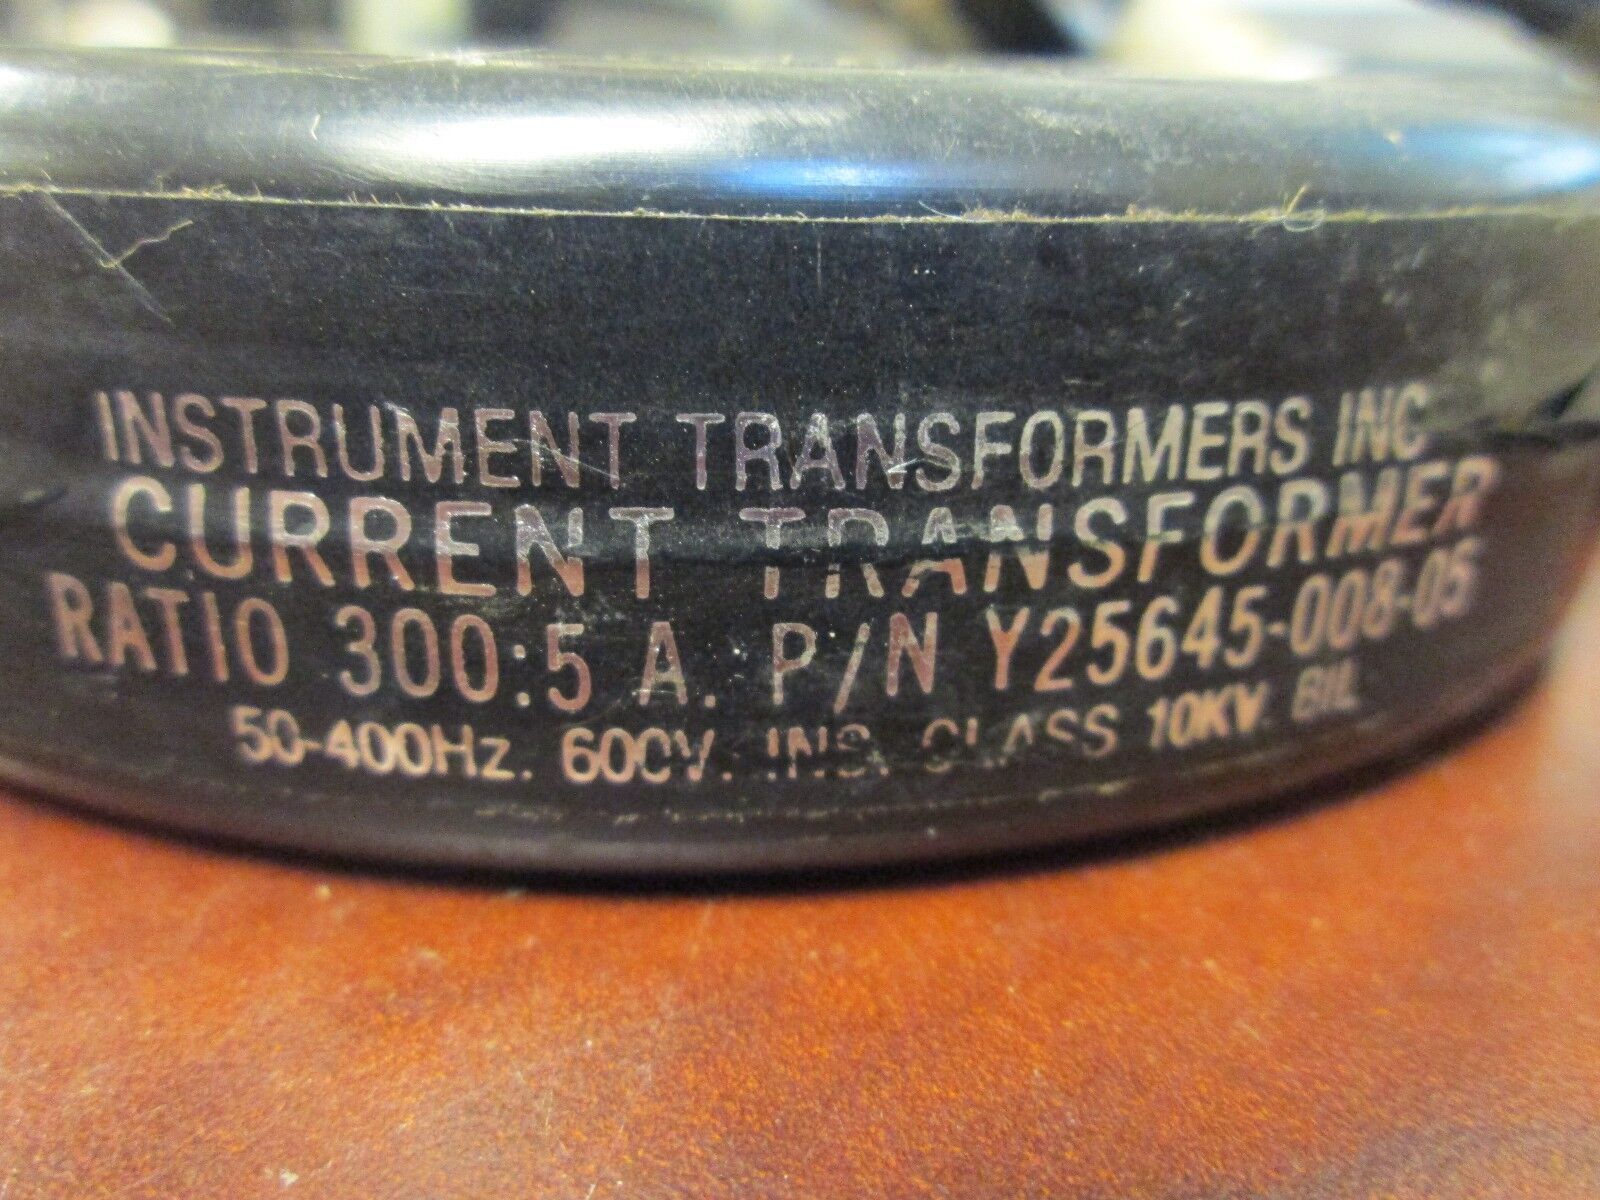 INSTRUMENT TRANSFORMERS INC
CURRENT TRANSFORMER
RATIO 300:5 A. P/N Y25645-008-05
50-400Hz. 600V. INS. CLASS 10KV. BIL